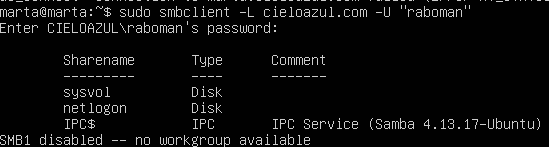 marta@marta:~$ sudo smbclient -L cieloazul.com -U "raboman"
Enter CIELOAZUL\raboman's password:
Sharename Type Comment
--------- ---- -------
sysvol Disk
netlogon Disk
IPC$ IPC IPC Service (Samba 4.13.17-Ubuntu)
SMB1 disabled -- no workgroup available